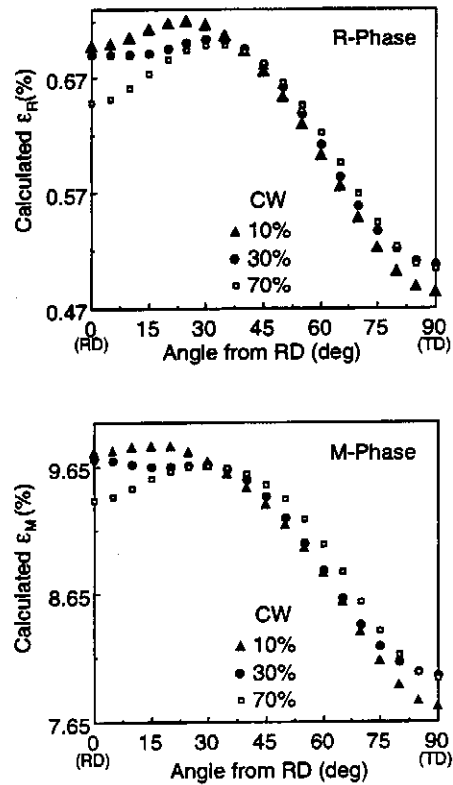 R-Phase
Calculated εR(%)
0.67
0.57
0.47
CW
▲ 10%
● 30%
▫ 70%
0 15 30 45 60 75 90
(RD) Angle from RD (deg) (TD)
M-Phase
Calculated εM(%)
9.65
8.65
7.65
CW
▲ 10%
● 30%
▫ 70%
0 15 30 45 60 75 90
(RD) Angle from RD (deg) (TD)